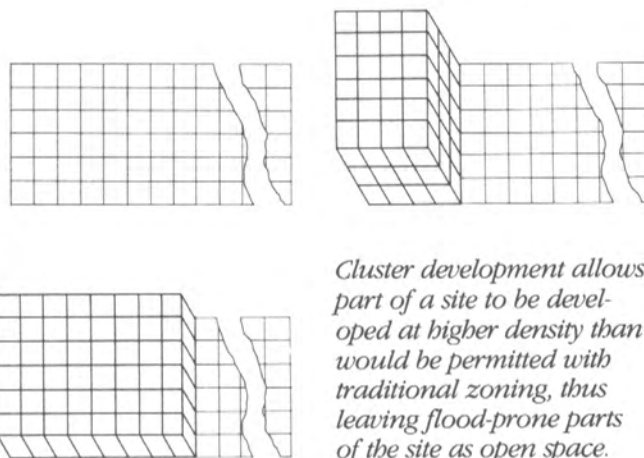 Cluster development allows
part of a site to be devel-
oped at higher density than
would be permitted with
traditional zoning, thus
leaving flood-prone parts
of the site as open space.